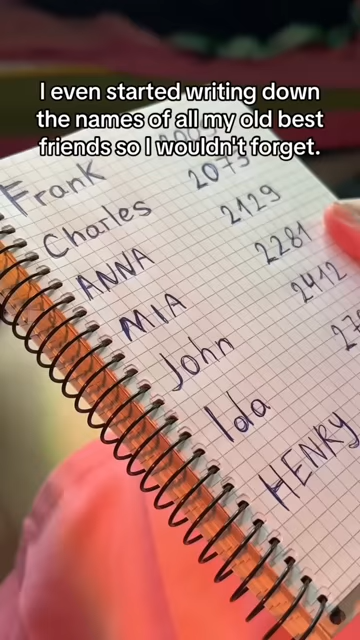 I even started writing down
the names of all my old best
friends so I wouldn't forget.
Frank
Charles 2073
ANNA 2129
MIA 2281
John 2412
Ida
HENRY